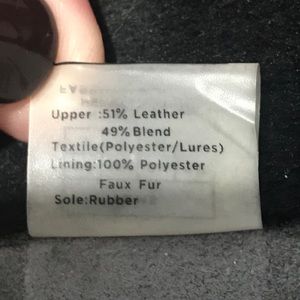 Upper :51% Leather
49% Blend
Textile(Polyester/Lures)
Lining:100% Polyester
Faux Fur
Sole:Rubber